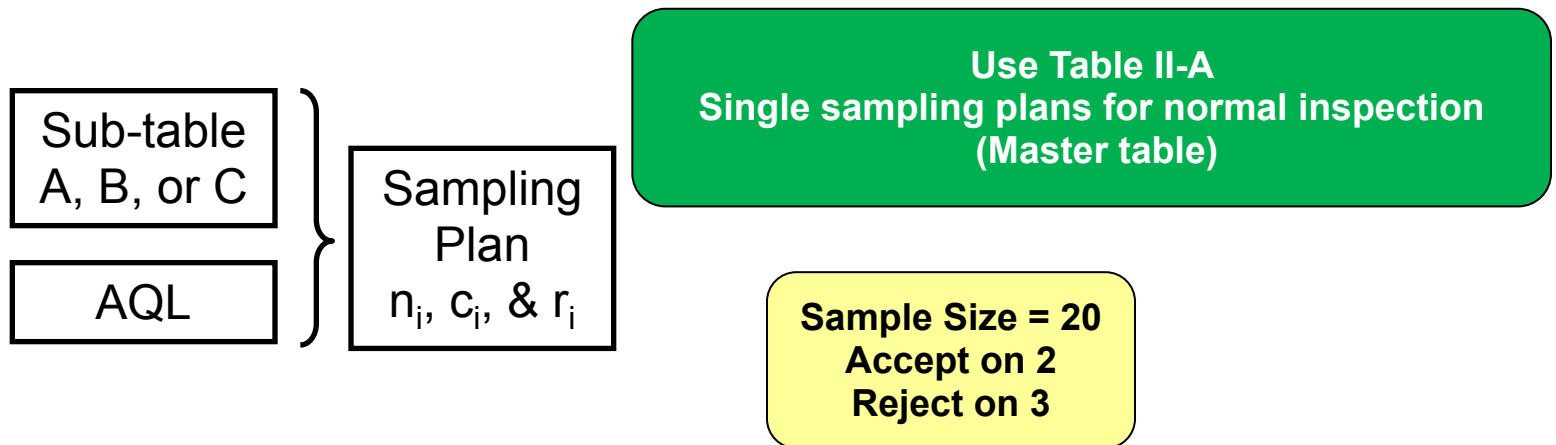 Sub-table
A, B, or C
AQL
Sampling
Plan
nᵢ, cᵢ, & rᵢ
Use Table II-A
Single sampling plans for normal inspection
(Master table)
Sample Size = 20
Accept on 2
Reject on 3